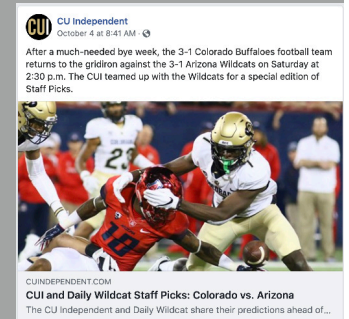 CUI
CU Independent
October 4 at 8:41 AM ·
After a much-needed bye week, the 3-1 Colorado Buffaloes football team
returns to the gridiron against the 3-1 Arizona Wildcats on Saturday at
2:30 p.m. The CUI teamed up with the Wildcats for a special edition of
Staff Picks.
18
CUINDEPENDENT.COM
CUI and Daily Wildcat Staff Picks: Colorado vs. Arizona
The CU Independent and Daily Wildcat share their predictions ahead of...